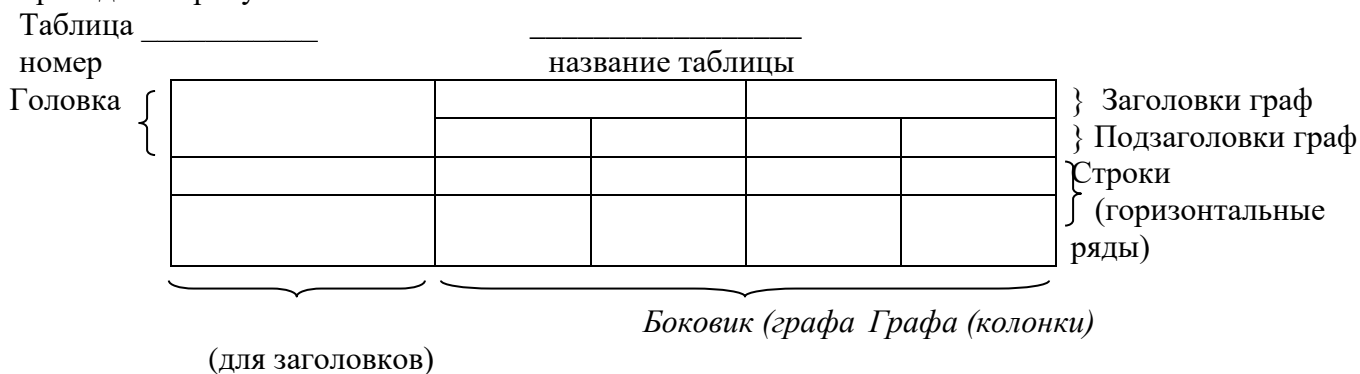 Таблица ___________ _________________
номер название таблицы
Головка } Заголовки граф
} Подзаголовки граф
Строки
(горизонтальные
ряды)
Боковик (графа Графа (колонки)
(для заголовков)